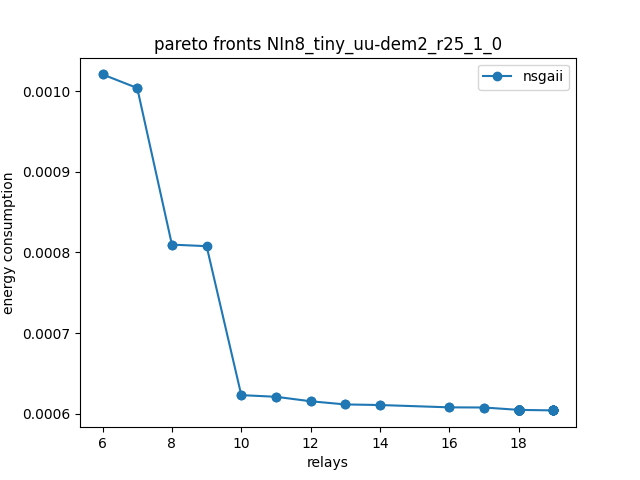 pareto fronts NIn8_tiny_uu-dem2_r25_1_0
nsgaii
0.0010
0.0009
0.0008
0.0007
0.0006
energy consumption
6 8 10 12 14 16 18
relays